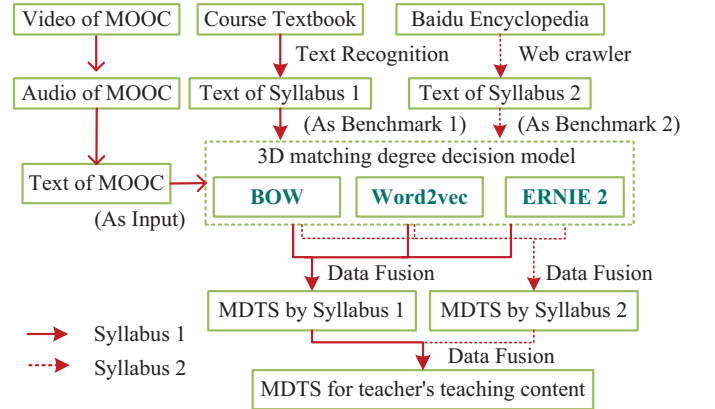 Video of MOOC
Course Textbook
Baidu Encyclopedia
Text Recognition
Web crawler
Audio of MOOC
Text of Syllabus 1
Text of Syllabus 2
(As Benchmark 1)
(As Benchmark 2)
3D matching degree decision model
Text of MOOC
(As Input)
BOW
Word2vec
ERNIE 2
Data Fusion
Data Fusion
MDTS by Syllabus 1
MDTS by Syllabus 2
Syllabus 1
Syllabus 2
Data Fusion
MDTS for teacher's teaching content